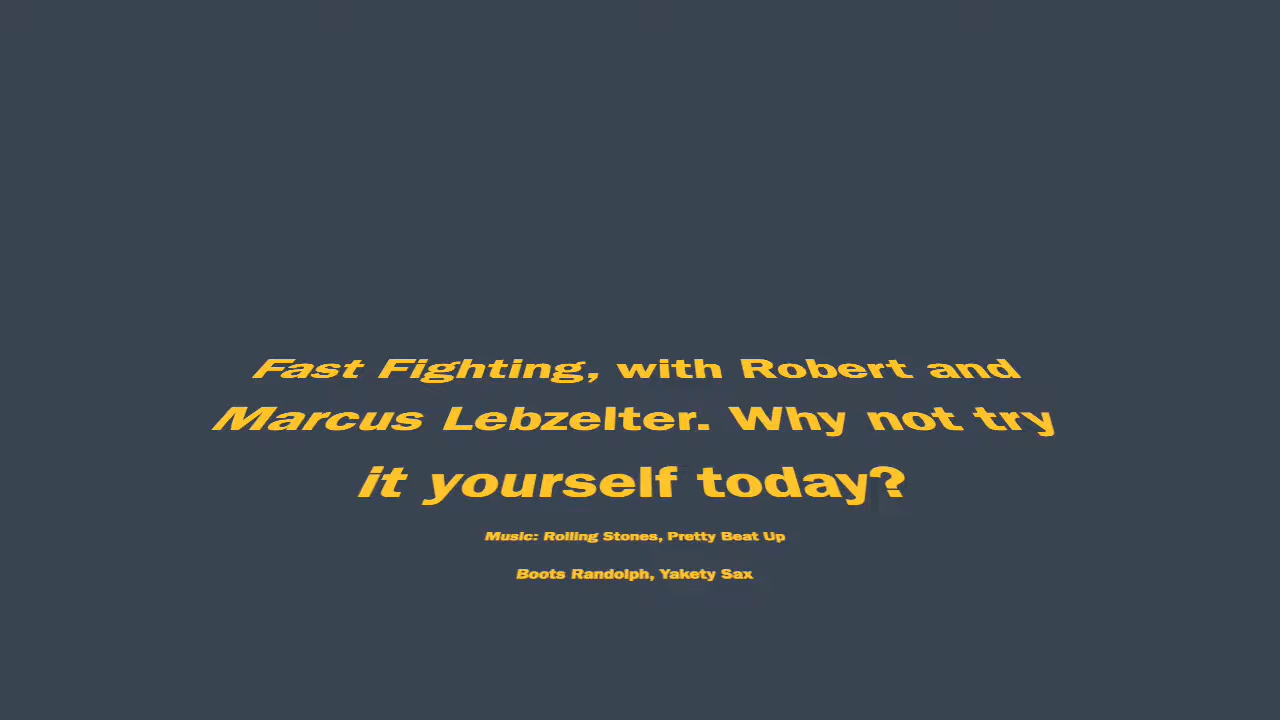 Fast Fighting, with Robert and
Marcus Lebzelter. Why not try
it yourself today?
Music: Rolling Stones, Pretty Beat Up
Boots Randolph, Yakety Sax